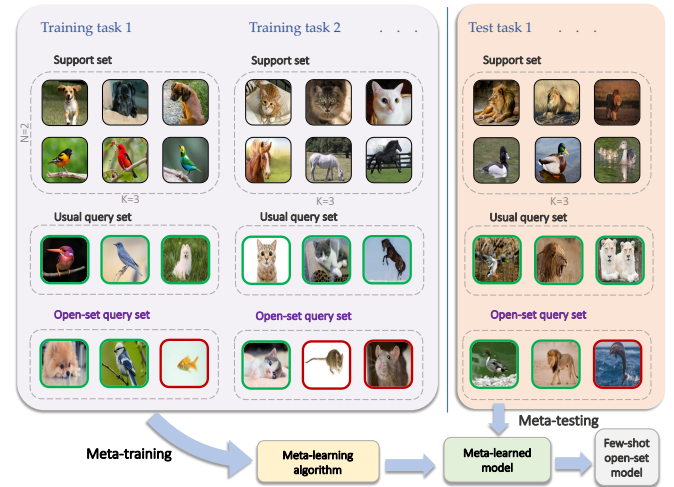 Training task 1
Training task 2
. . .
Test task 1
. . .
Support set
Support set
Support set
N=2
K=3
K=3
K=3
Usual query set
Usual query set
Usual query set
Open-set query set
Open-set query set
Open-set query set
Meta-training
Meta-testing
Meta-learning
algorithm
Meta-learned
model
Few-shot
open-set
model